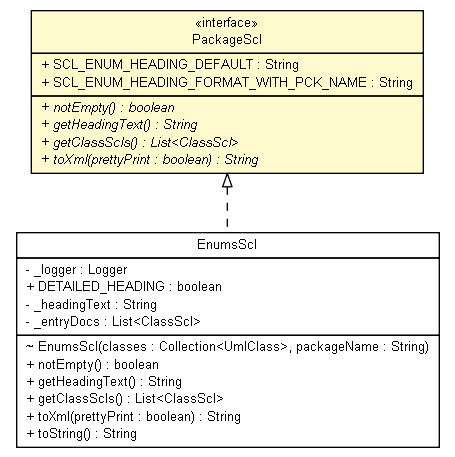 «interface»
PackageScl
+ SCL_ENUM_HEADING_DEFAULT : String
+ SCL_ENUM_HEADING_FORMAT_WITH_PCK_NAME : String
+ notEmpty() : boolean
+ getHeadingText() : String
+ getClassScls() : List<ClassScl>
+ toXml(prettyPrint : boolean) : String
EnumsScl
- _logger : Logger
+ DETAILED_HEADING : boolean
- _headingText : String
- _entryDocs : List<ClassScl>
~ EnumsScl(classes : Collection<UmlClass>, packageName : String)
+ notEmpty() : boolean
+ getHeadingText() : String
+ getClassScls() : List<ClassScl>
+ toXml(prettyPrint : boolean) : String
+ toString() : String